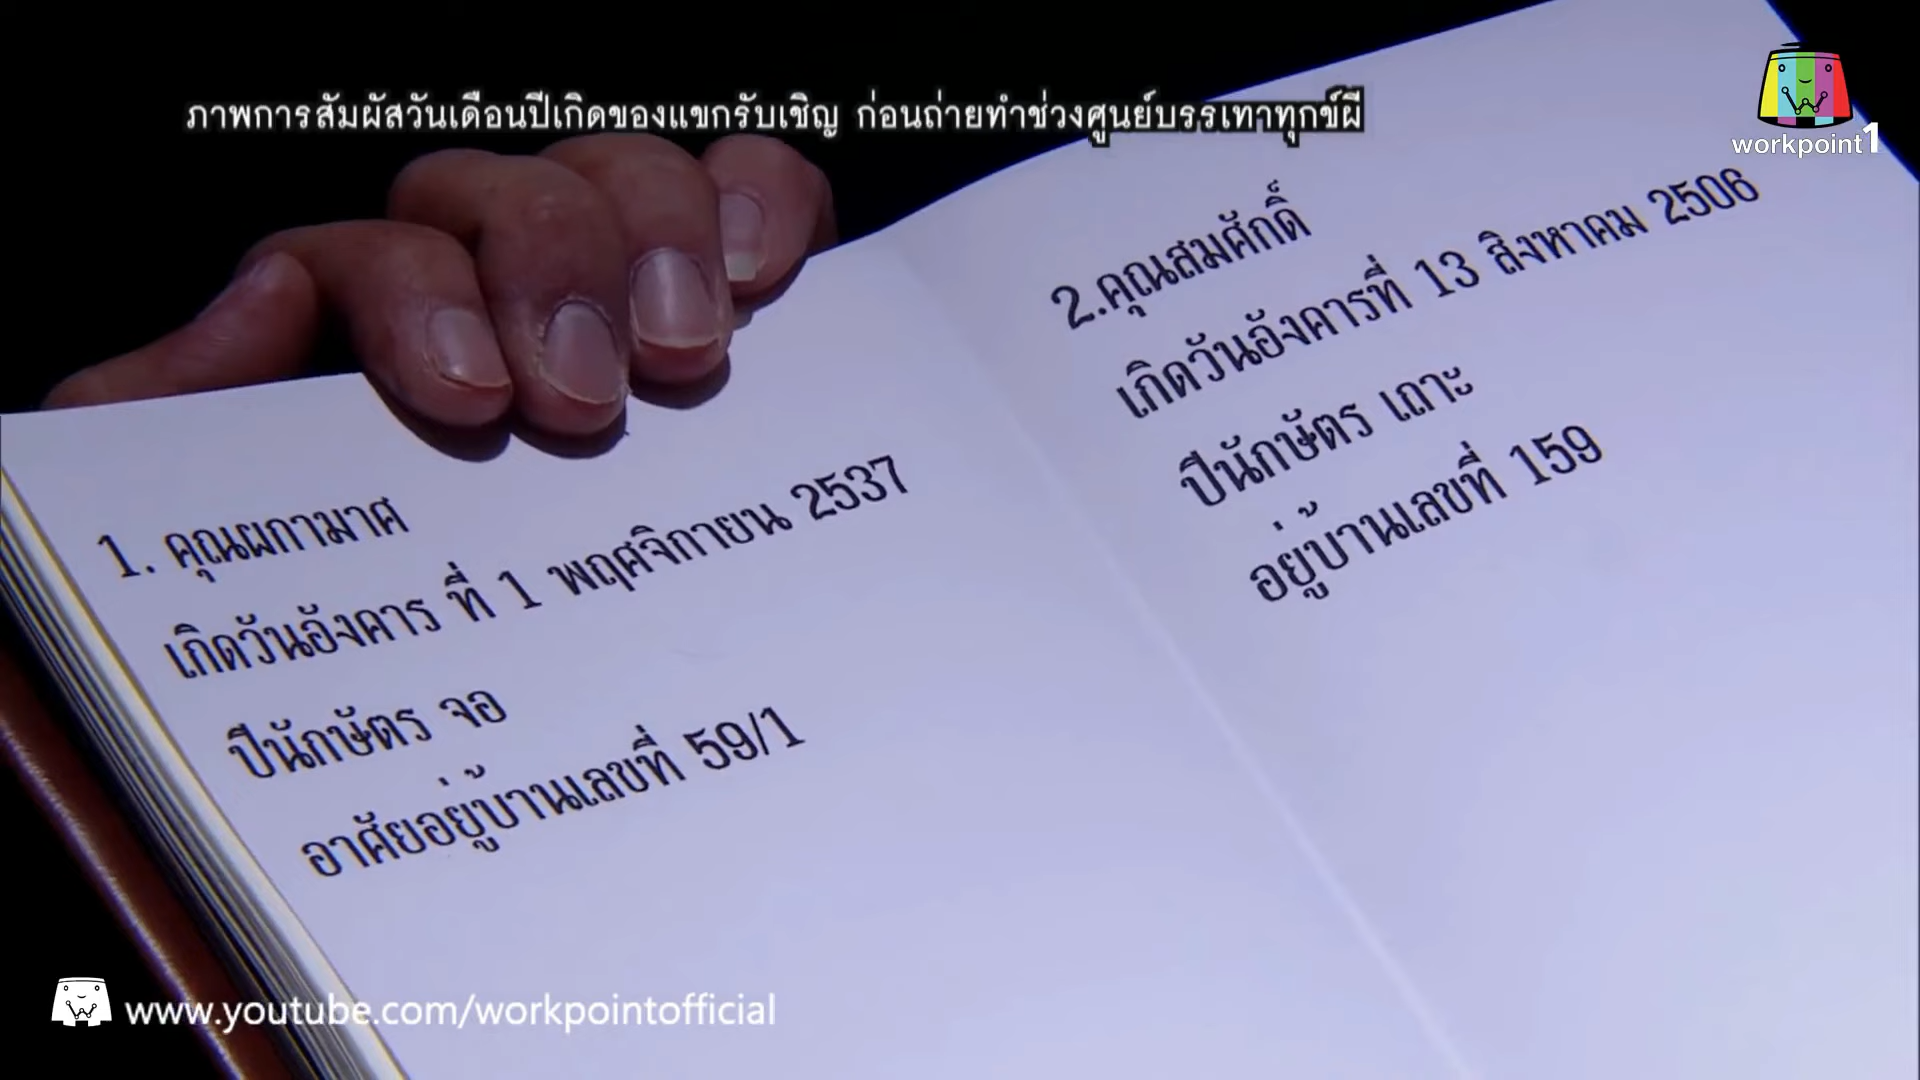 ภาพการสัมผัสวันเดือนปีเกิดของแขกรับเชิญ ก่อนถ่ายทำช่วงศูนย์บรรเทาทุกข์ผี
workpoint1
1. คุณผกามาศ
เกิดวันอังคาร ที่ 1 พฤศจิกายน 2537
ปีนักษัตร จอ
อาศัยอยู่บ้านเลขที่ 59/1
2.คุณสมศักดิ์
เกิดวันอังคารที่ 13 สิงหาคม 2506
ปีนักษัตร เถาะ
อยู่บ้านเลขที่ 159
www.youtube.com/workpointofficial